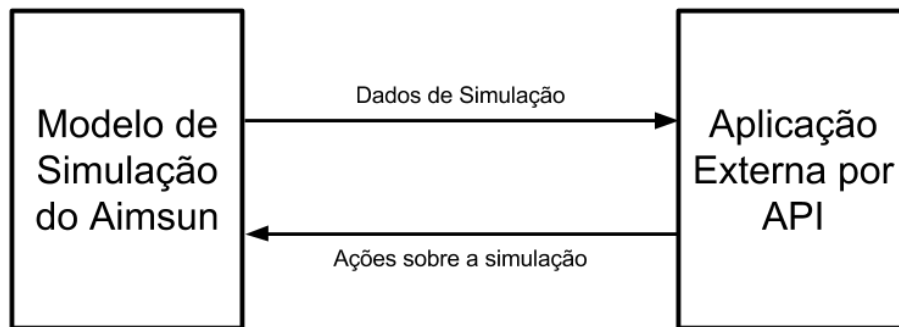 Modelo de
Simulação
do Aimsun
Dados de Simulação
Ações sobre a simulação
Aplicação
Externa por
API